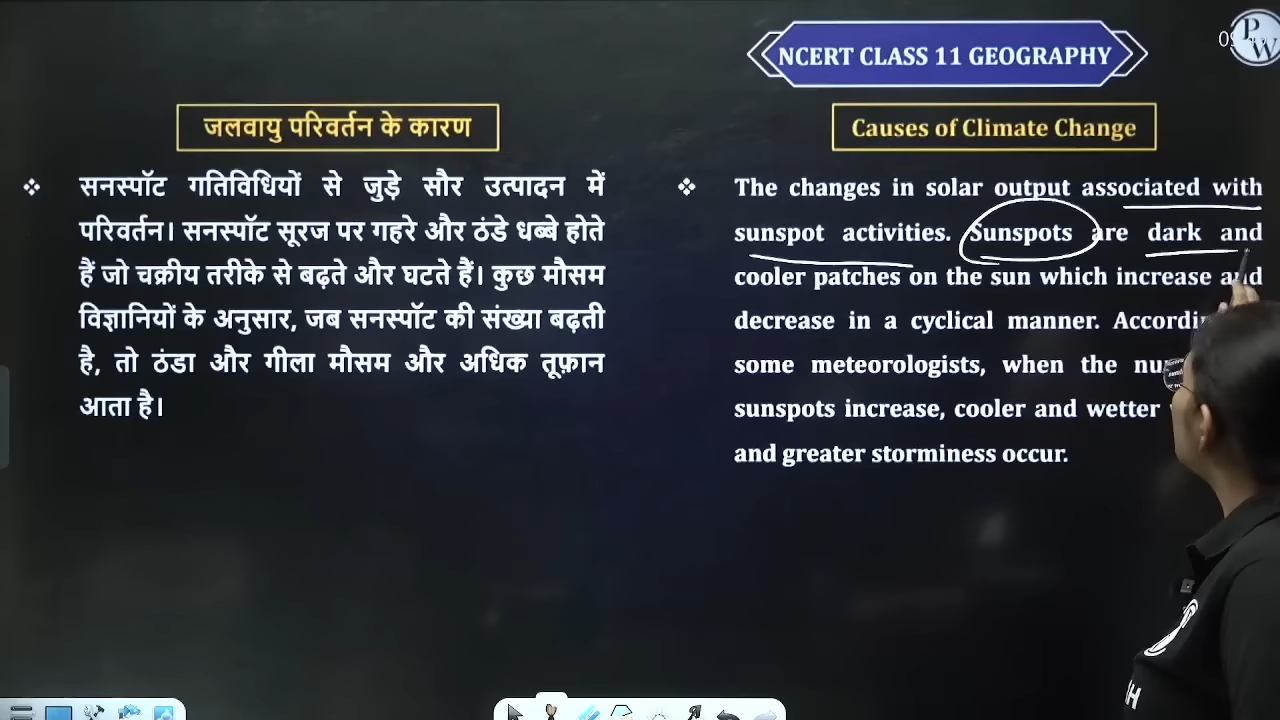 NCERT CLASS 11 GEOGRAPHY
PW
जलवायु परिवर्तन के कारण
सनस्पॉट गतिविधियों से जुड़े सौर उत्पादन में
परिवर्तन। सनस्पॉट सूरज पर गहरे और ठंडे धब्बे होते
हैं जो चक्रीय तरीके से बढ़ते और घटते हैं। कुछ मौसम
विज्ञानियों के अनुसार, जब सनस्पॉट की संख्या बढ़ती
है, तो ठंडा और गीला मौसम और अधिक तूफ़ान
आता है।
Causes of Climate Change
The changes in solar output associated with
sunspot activities. Sunspots are dark and
cooler patches on the sun which increase and
decrease in a cyclical manner.
some meteorologists, when the
sunspots increase, cooler and wetter
and greater storminess occur.